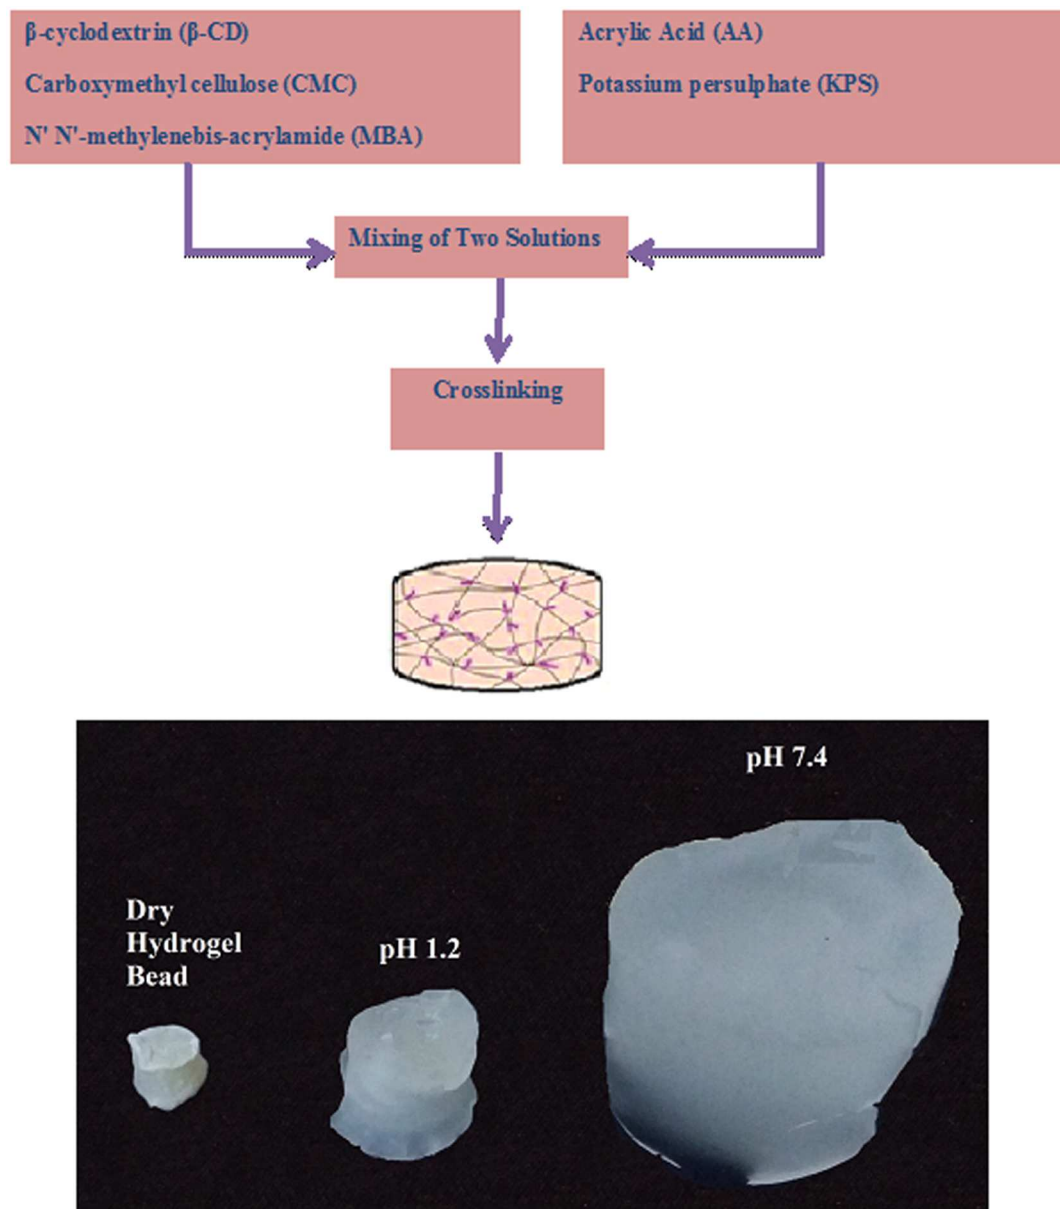 β-cyclodextrin (β-CD)
Carboxymethyl cellulose (CMC)
N' N'-methylenebis-acrylamide (MBA)
Acrylic Acid (AA)
Potassium persulphate (KPS)
Mixing of Two Solutions
Crosslinking
pH 7.4
Dry
Hydrogel
Bead
pH 1.2